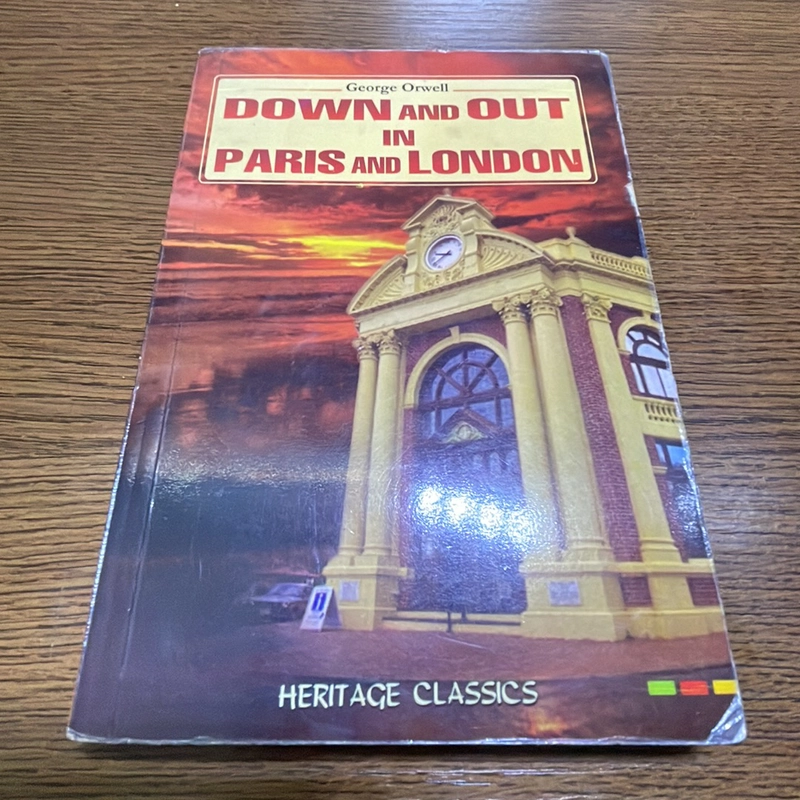 George Orwell
DOWN AND OUT
IN
PARIS AND LONDON
HERITAGE CLASSICS